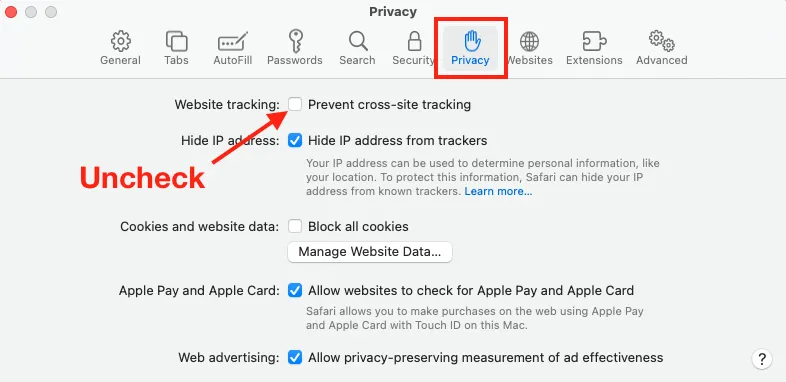 Privacy
General Tabs AutoFill Passwords Search Security Privacy Websites Extensions Advanced
Website tracking: Prevent cross-site tracking
Hide IP address: Hide IP address from trackers
Uncheck
Your IP address can be used to determine personal information, like
your location. To protect this information, Safari can hide your IP
address from known trackers. Learn more...
Cookies and website data: Block all cookies
Manage Website Data...
Apple Pay and Apple Card: Allow websites to check for Apple Pay and Apple Card
Safari allows you to make purchases on the web using Apple Pay
and Apple Card with Touch ID on this Mac.
Web advertising: Allow privacy-preserving measurement of ad effectiveness
?